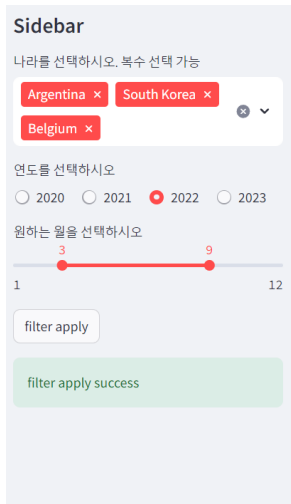 Sidebar
나라를 선택하시오. 복수 선택 가능
Argentina × South Korea ×
Belgium ×
연도를 선택하시오
2020 2021 2022 2023
원하는 월을 선택하시오
3 9
1 12
filter apply
filter apply success